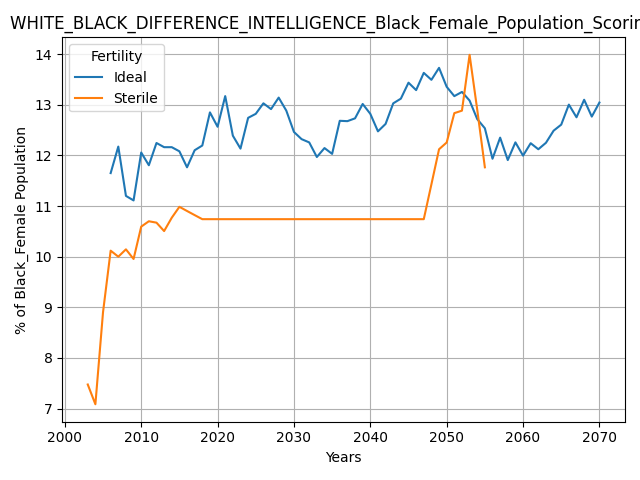 WHITE_BLACK_DIFFERENCE_INTELLIGENCE_Black_Female_Population_Scorin
Fertility
Ideal
Sterile
% of Black_Female Population
14
13
12
11
10
9
8
7
2000 2010 2020 2030 2040 2050 2060 2070
Years